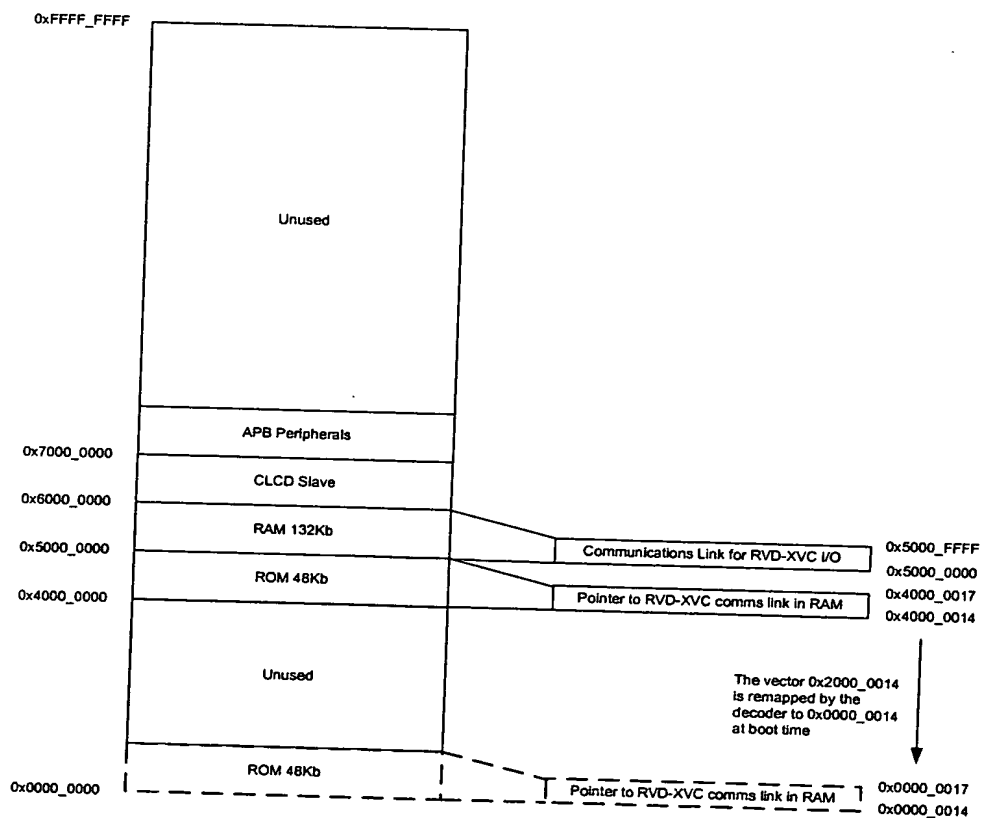 0xFFFF_FFFF
Unused
APB Peripherals
0x7000_0000
CLCD Slave
0x6000_0000
RAM 132Kb
0x5000_0000
ROM 48Kb
0x4000_0000
Communications Link for RVD-XVC I/O
0x5000_FFFF
0x5000_0000
Pointer to RVD-XVC comms link in RAM
0x4000_0017
0x4000_0014
Unused
The vector 0x2000_0014
is remapped by the
decoder to 0x0000_0014
at boot time
ROM 48Kb
0x0000_0000
Pointer to RVD-XVC comms link in RAM
0x0000_0017
0x0000_0014